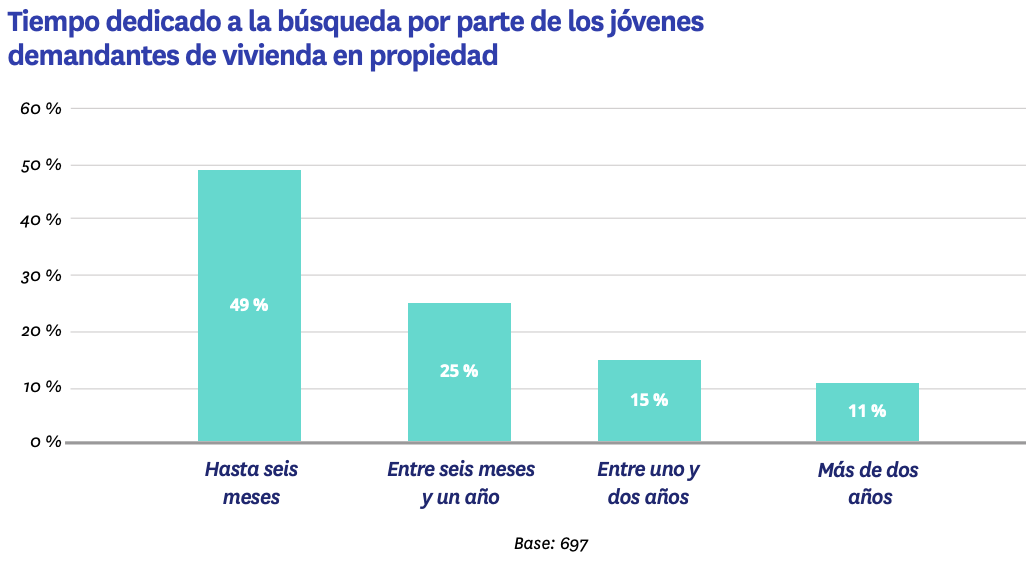 Tiempo dedicado a la búsqueda por parte de los jóvenes
demandantes de vivienda en propiedad
60 %
50 %
40 %
30 %
20 %
10 %
0 %
49 %
25 %
15 %
11 %
Hasta seis
meses
Entre seis meses
y un año
Entre uno y
dos años
Más de dos
años
Base: 697